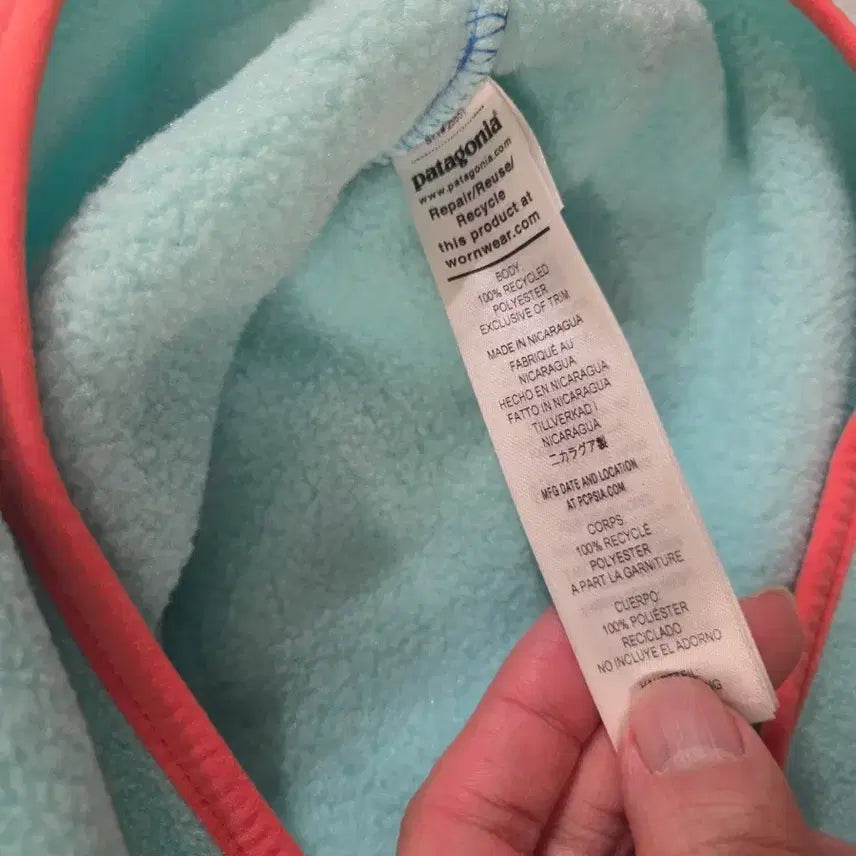 patagonia®
www.patagonia.com
Repair/Reuse/
Recycle
this product at
wornwear.com
BODY:
100% RECYCLED
POLYESTER
EXCLUSIVE OF TRIM
MADE IN NICARAGUA
FABRIQUÉ AU
NICARAGUA
HECHO EN NICARAGUA
FATTO IN NICARAGUA
TILLVERKAD I
NICARAGUA
ニカラグア製
MFG DATE AND LOCATION
AT PCPSIA.COM
CORPS:
100% RECYCLÉ
POLYESTER
A PART LA GARNITURE
CUERPO:
100% POLIÉSTER
RECICLADO
NO INCLUYE EL ADORNO